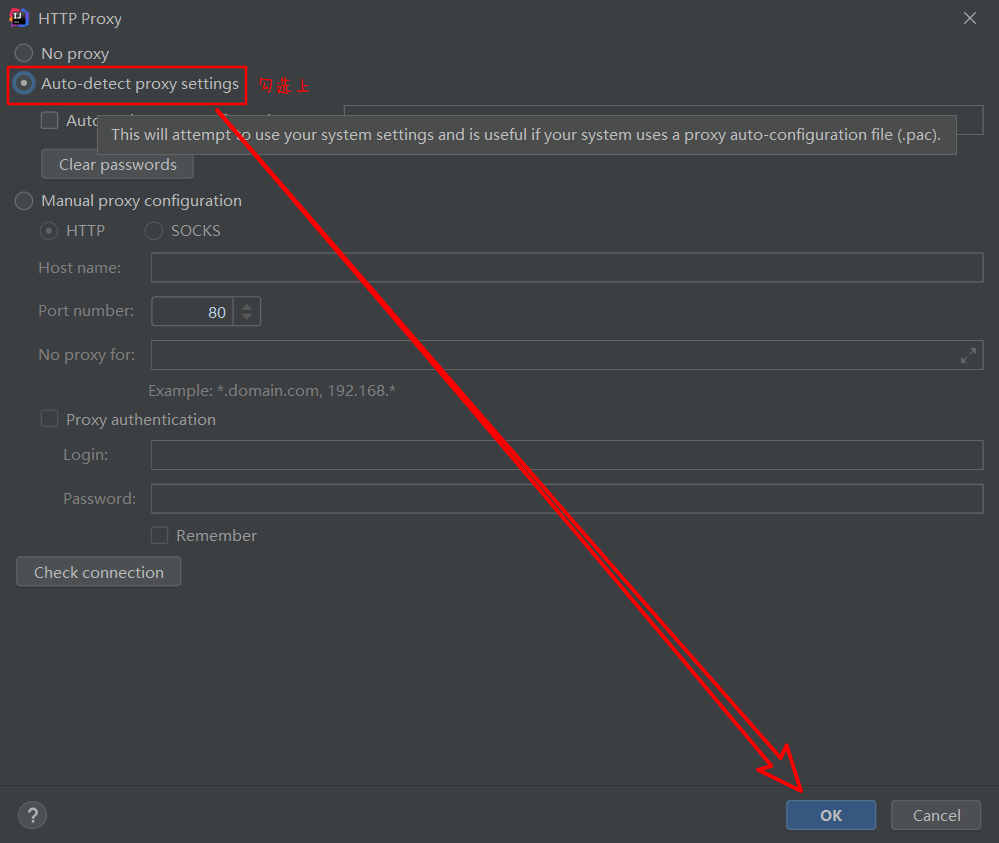 HTTP Proxy
No proxy
Auto-detect proxy settings 勾选上
This will attempt to use your system settings and is useful if your system uses a proxy auto-configuration file (.pac).
Clear passwords
Manual proxy configuration
HTTP SOCKS
Host name:
Port number: 80
No proxy for:
Example: *.domain.com, 192.168.*
Proxy authentication
Login:
Password:
Remember
Check connection
? OK Cancel